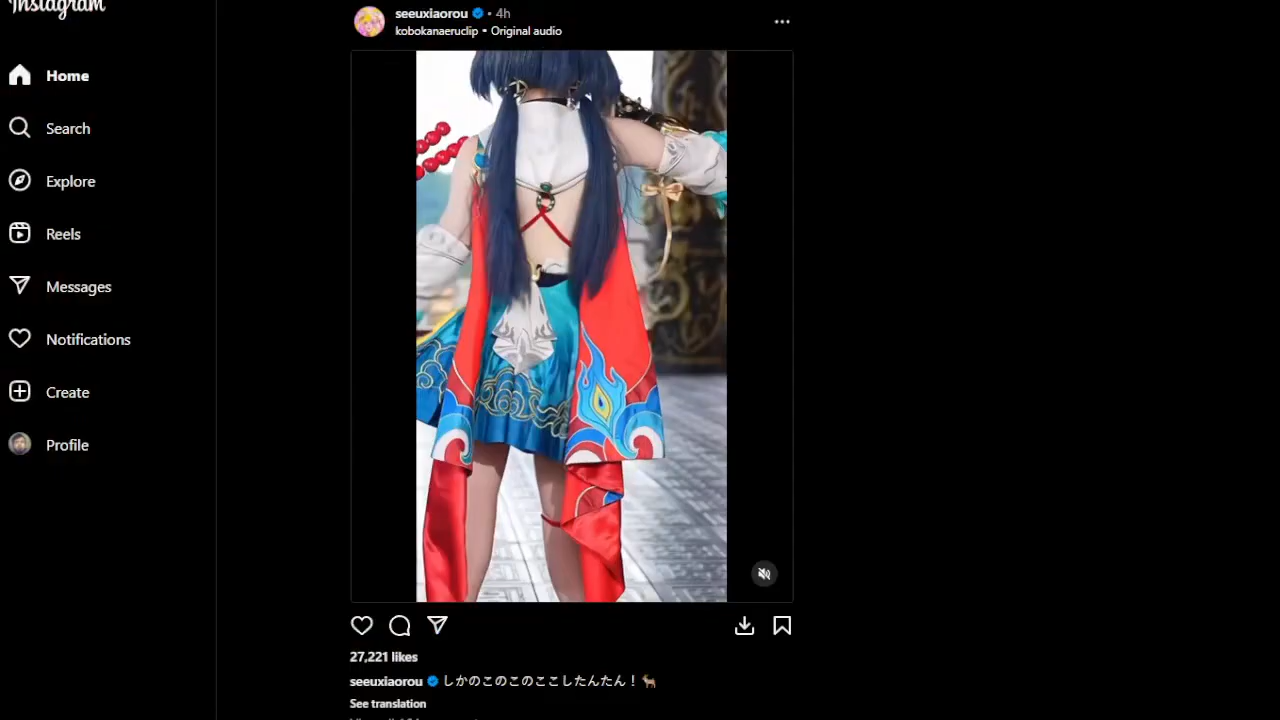 Instagram
Home
Search
Explore
Reels
Messages
Notifications
Create
Profile
seeuxiaorou • 4h
kobokanaeruclip • Original audio
27,221 likes
seeuxiaorou しかのこのこのここしたんたん！🦌
See translation